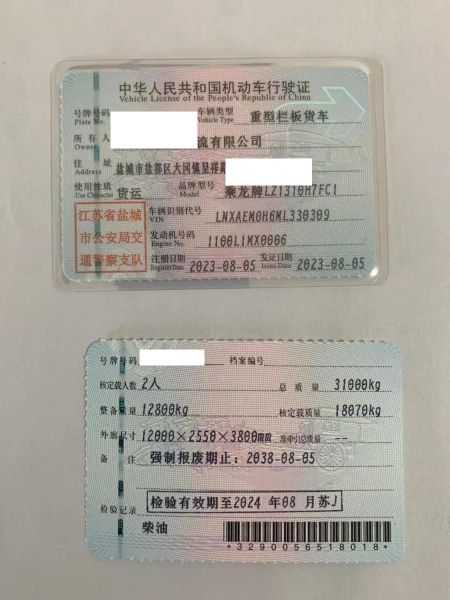 中华人民共和国机动车行驶证
Vehicle License of the People's Republic of China
号牌号码 车辆类型 重型栏板货车
Plate No. Vehicle Type
所有人 流有限公司
Owner
住址 盐城市盐都区大冈镇呈祥
Address
使用性质 货运 品牌型号 乘龙牌LZ1310H7FC1
Use Character Model
江苏省盐城
市公安局交
通警察支队
车辆识别代号 LNXAEM0H6ML330309
VIN
发动机号码 1100L1MX0006
Engine No.
注册日期 2023-08-05 发证日期 2023-08-05
Register Date Issue Date
号牌号码 档案编号
核定载人数 2人 总质量 31000kg
整备质量 12800kg 核定载质量 18070kg
外廓尺寸 12000×2550×3800mm 准牵引总质量 --
备注 强制报废期止：2038-08-05
检验记录 检验有效期至2024 年08 月苏J
柴油
*3290056518018*